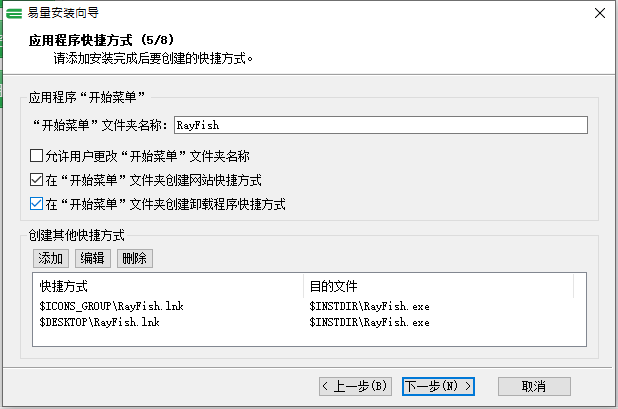 易量安装向导
应用程序快捷方式 (5/8)
请添加安装完成后要创建的快捷方式。
应用程序“开始菜单”
“开始菜单”文件夹名称: RayFish
允许用户更改“开始菜单”文件夹名称
在“开始菜单”文件夹创建网站快捷方式
在“开始菜单”文件夹创建卸载程序快捷方式
创建其他快捷方式
添加 编辑 删除
快捷方式 目的文件
$ICONS_GROUP\RayFish.lnk $INSTDIR\RayFish.exe
$DESKTOP\RayFish.lnk $INSTDIR\RayFish.exe
< 上一步(B) 下一步(N) > 取消